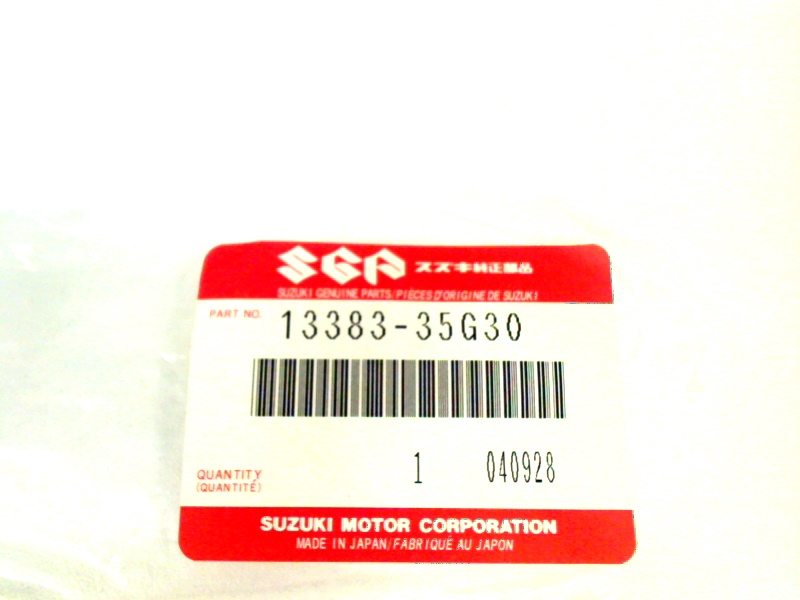 SGP スズキ純正部品
SUZUKI GENUINE PARTS/PIÈCES D'ORIGINE DE SUZUKI
PART NO. 13383-35G30
QUANTITY 1 040928
(QUANTITÉ)
SUZUKI MOTOR CORPORATION
MADE IN JAPAN/FABRIQUÉ AU JAPON